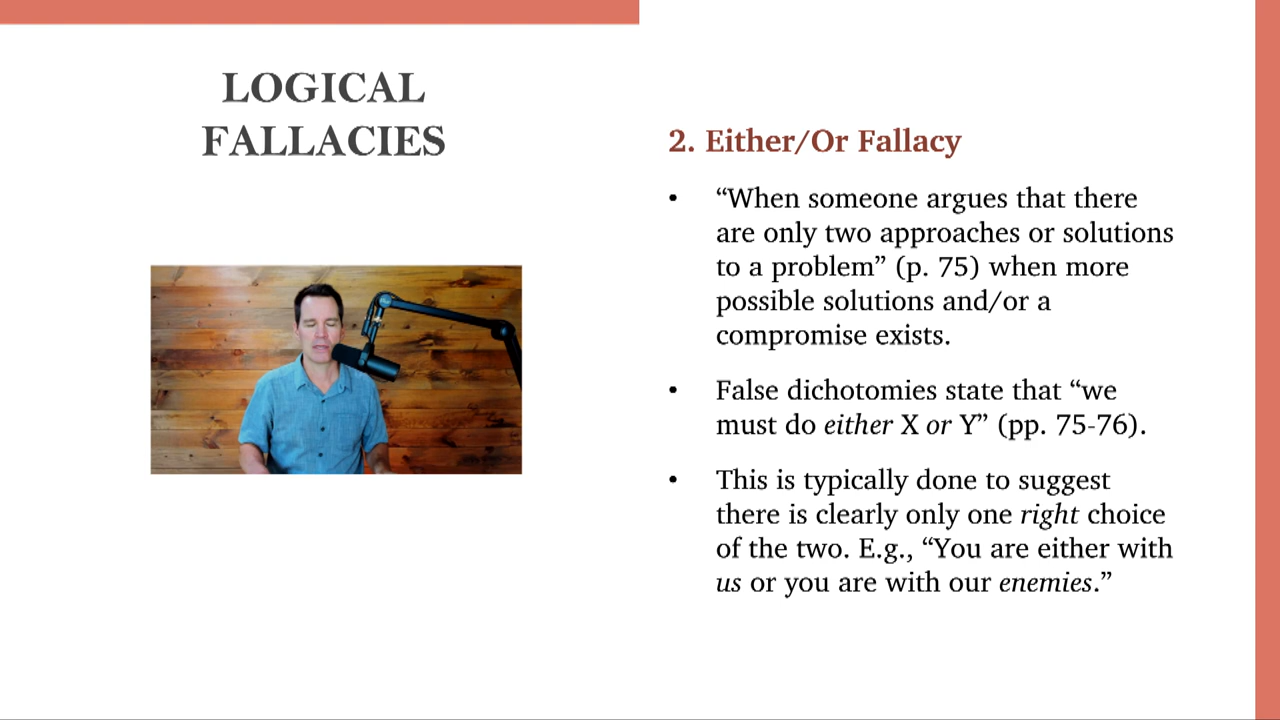 LOGICAL
FALLACIES
2. Either/Or Fallacy
• “When someone argues that there
are only two approaches or solutions
to a problem” (p. 75) when more
possible solutions and/or a
compromise exists.
• False dichotomies state that “we
must do either X or Y” (pp. 75-76).
• This is typically done to suggest
there is clearly only one right choice
of the two. E.g., “You are either with
us or you are with our enemies.”